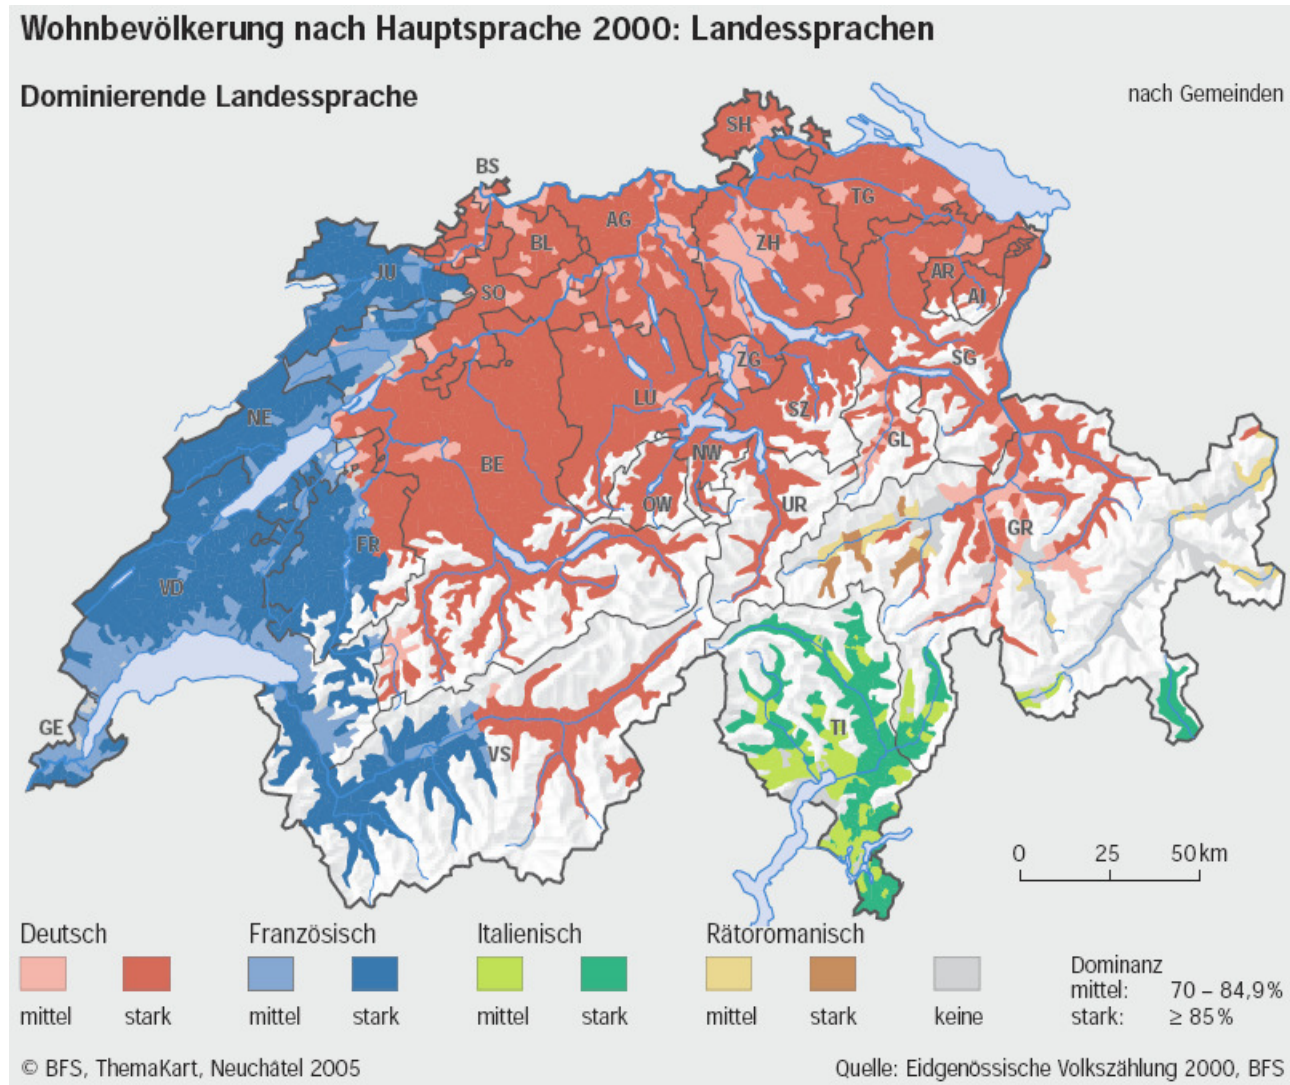 Wohnbevölkerung nach Hauptsprache 2000: Landessprachen
Dominierende Landessprache
nach Gemeinden
SH
BS
TG
AG
BL
ZH
JU
AR
SO
AI
SG
ZG
LU
SZ
NE
GL
NW
BE
OW
UR
GR
FR
VD
GE
TI
VS
0 25 50 km
Deutsch Französisch Italienisch Rätoromanisch
mittel stark mittel stark mittel stark mittel stark keine
Dominanz
mittel: 70 – 84,9 %
stark: ≥ 85 %
© BFS, ThemaKart, Neuchâtel 2005
Quelle: Eidgenössische Volkszählung 2000, BFS